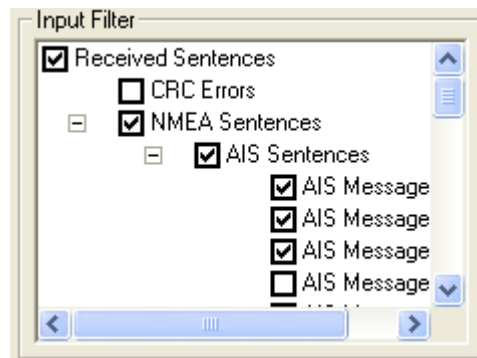 Input Filter
Received Sentences
CRC Errors
NMEA Sentences
AIS Sentences
AIS Message
AIS Message
AIS Message
AIS Message